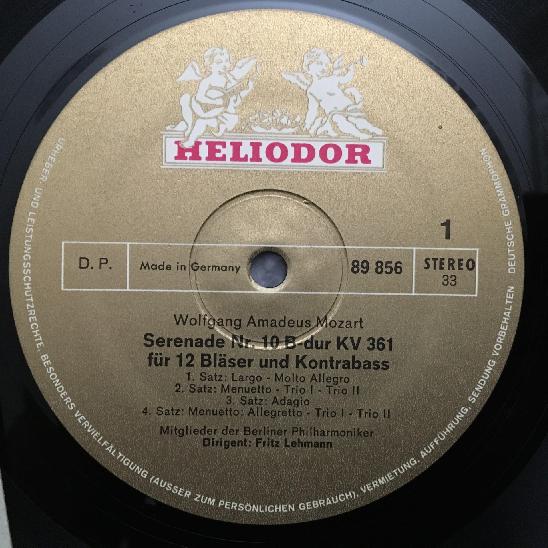 HELIODOR
1
D. P.
Made in Germany
89 856
STEREO
33
Wolfgang Amadeus Mozart
Serenade Nr. 10 B-dur KV 361
für 12 Bläser und Kontrabass
1. Satz: Largo - Molto Allegro
2. Satz: Menuetto - Trio I - Trio II
3. Satz: Adagio
4. Satz: Menuetto: Allegretto - Trio I - Trio II
Mitglieder der Berliner Philharmoniker
Dirigent: Fritz Lehmann
URHEBER- UND LEISTUNGSSCHUTZRECHTE, BESONDERS VERVIELFÄLTIGUNG (AUSSER ZUM PERSÖNLICHEN GEBRAUCH), VERMIETUNG, AUFFÜHRUNG, SENDUNG VORBEHALTEN DEUTSCHE GRAMMOPHON